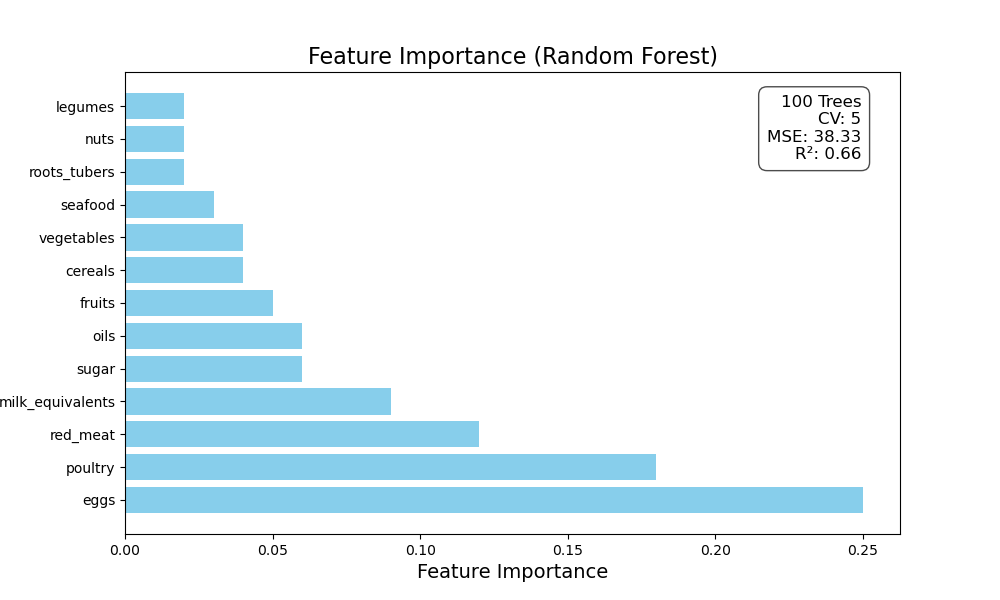 Feature Importance (Random Forest)
100 Trees
CV: 5
MSE: 38.33
R²: 0.66
legumes
nuts
roots_tubers
seafood
vegetables
cereals
fruits
oils
sugar
milk_equivalents
red_meat
poultry
eggs
0.00 0.05 0.10 0.15 0.20 0.25
Feature Importance